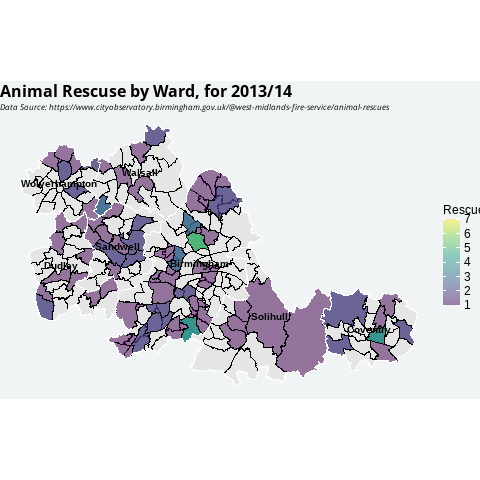 Animal Rescuse by Ward, for 2013/14
Data Source: https://www.cityobservatory.birmingham.gov.uk/@west-midlands-fire-service/animal-rescues
Walsall
Wolverhampton
Sandwell
Dudley
Birmingham
Solihull
Coventry
Rescue
7
6
5
4
3
2
1